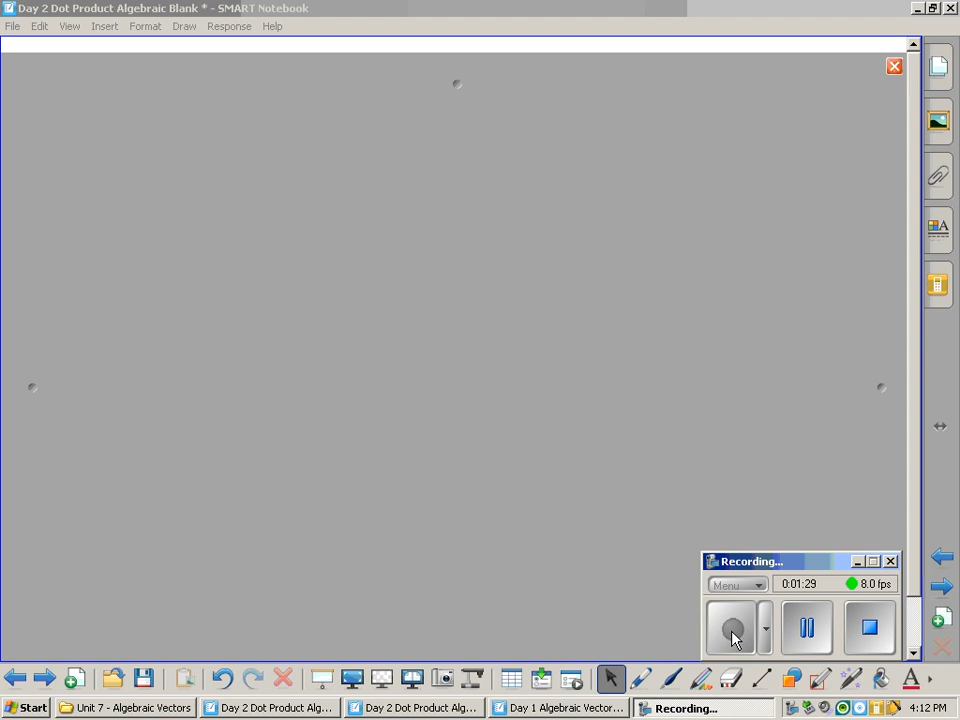 Day 2 Dot Product Algebraic Blank * - SMART Notebook
File Edit View Insert Format Draw Response Help
Recording...
Menu 0:01:29 8.0 fps
Start Unit 7 - Algebraic Vectors Day 2 Dot Product Alg... Day 2 Dot Product Alg... Day 1 Algebraic Vector... Recording... 4:12 PM